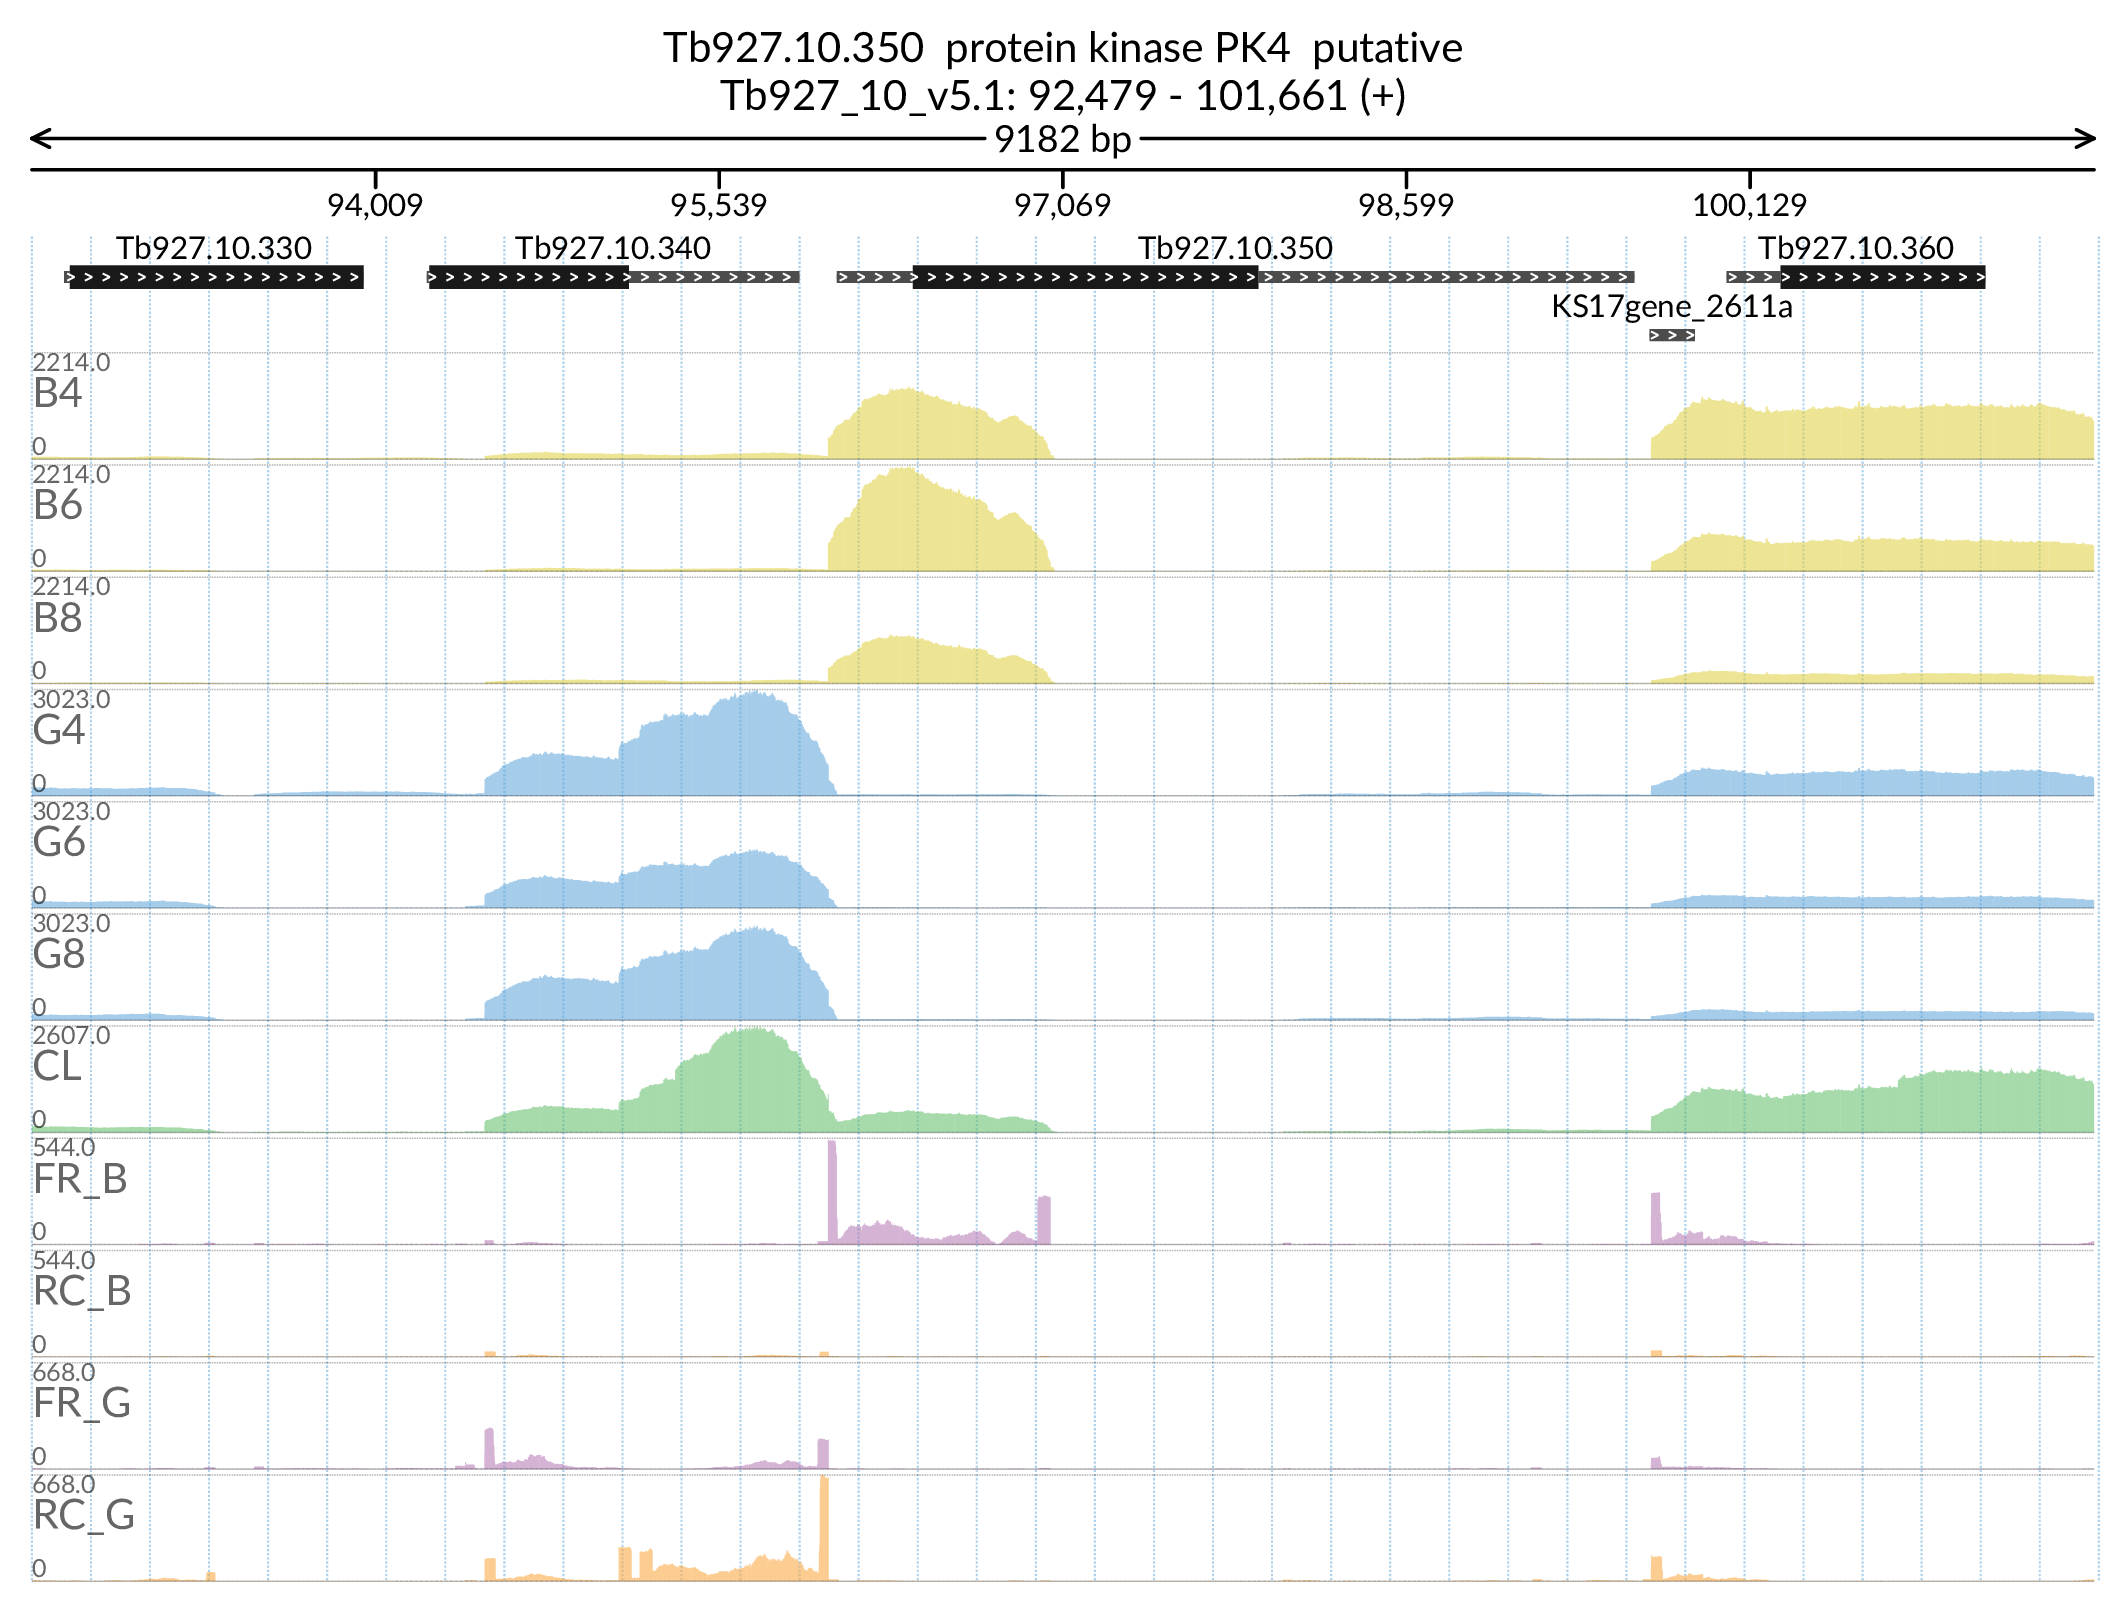 Tb927.10.350  protein kinase PK4  putative
Tb927_10_v5.1: 92,479 - 101,661 (+)
9182 bp
94,009 95,539 97,069 98,599 100,129
Tb927.10.330 Tb927.10.340 Tb927.10.350 Tb927.10.360
KS17gene_2611a
2214.0
B4
0
2214.0
B6
0
2214.0
B8
0
3023.0
G4
0
3023.0
G6
0
3023.0
G8
0
2607.0
CL
0
544.0
FR_B
0
544.0
RC_B
0
668.0
FR_G
0
668.0
RC_G
0